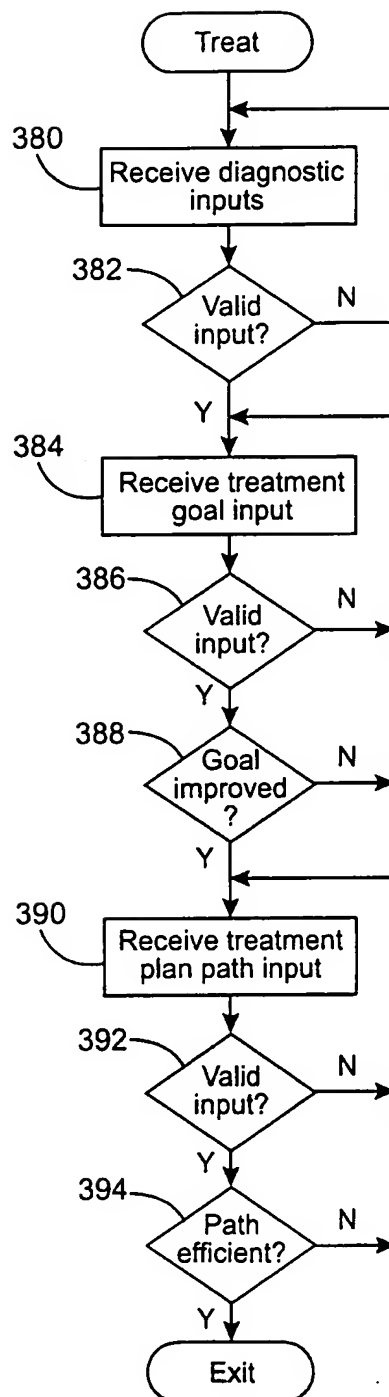 Treat
380
Receive diagnostic
inputs
382
Valid
input?
N
Y
384
Receive treatment
goal input
386
Valid
input?
N
Y
388
Goal
improved
?
N
Y
390
Receive treatment
plan path input
392
Valid
input?
N
Y
394
Path
efficient?
N
Y
Exit